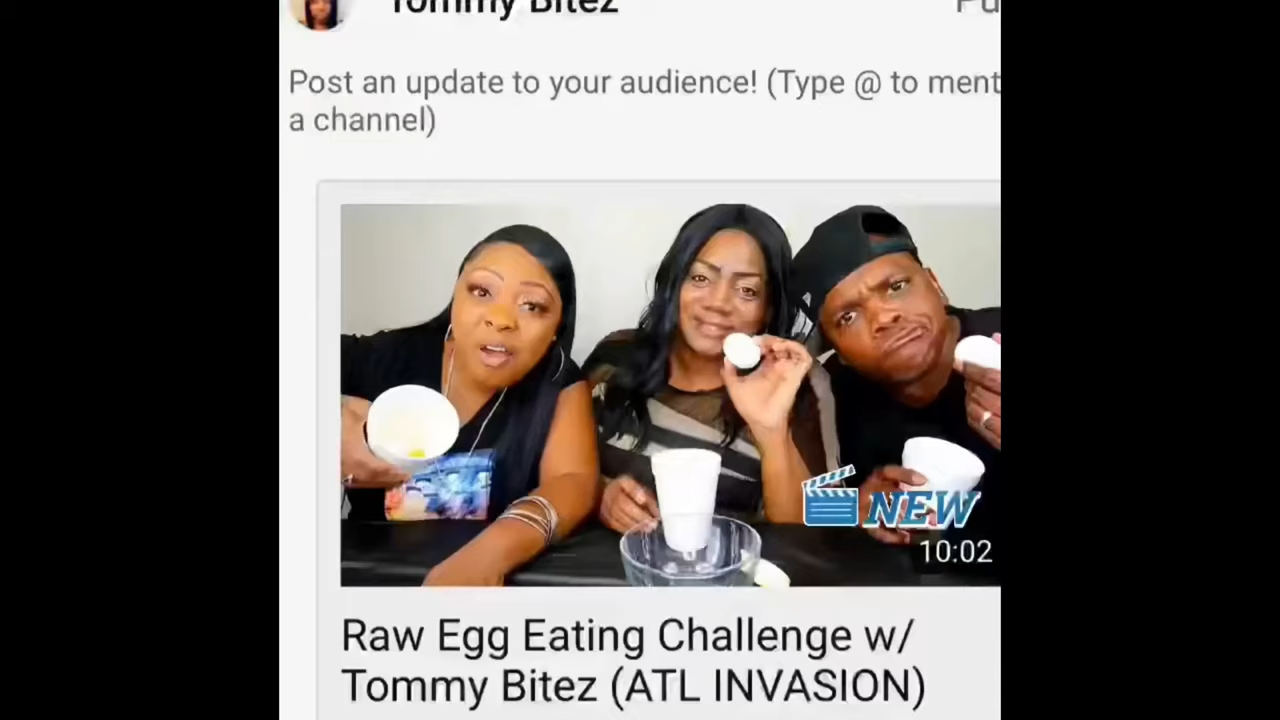 Tommy Bitez
Post an update to your audience! (Type @ to ment
a channel)
NEW
10:02
Raw Egg Eating Challenge w/
Tommy Bitez (ATL INVASION)